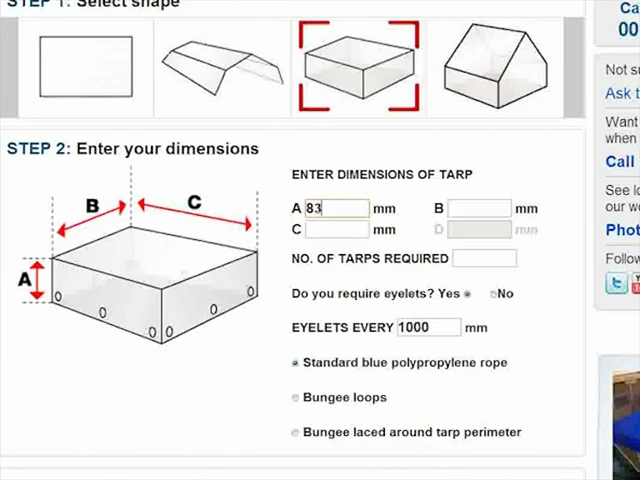 STEP 1: Select shape
STEP 2: Enter your dimensions
B
C
A
ENTER DIMENSIONS OF TARP
A 83 mm B mm
C mm D mm
NO. OF TARPS REQUIRED
Do you require eyelets? Yes No
EYELETS EVERY 1000 mm
Standard blue polypropylene rope
Bungee loops
Bungee laced around tarp perimeter
Ca
00
Not su
Ask t
Want
when
Call
See lo
our w
Phot
Follow